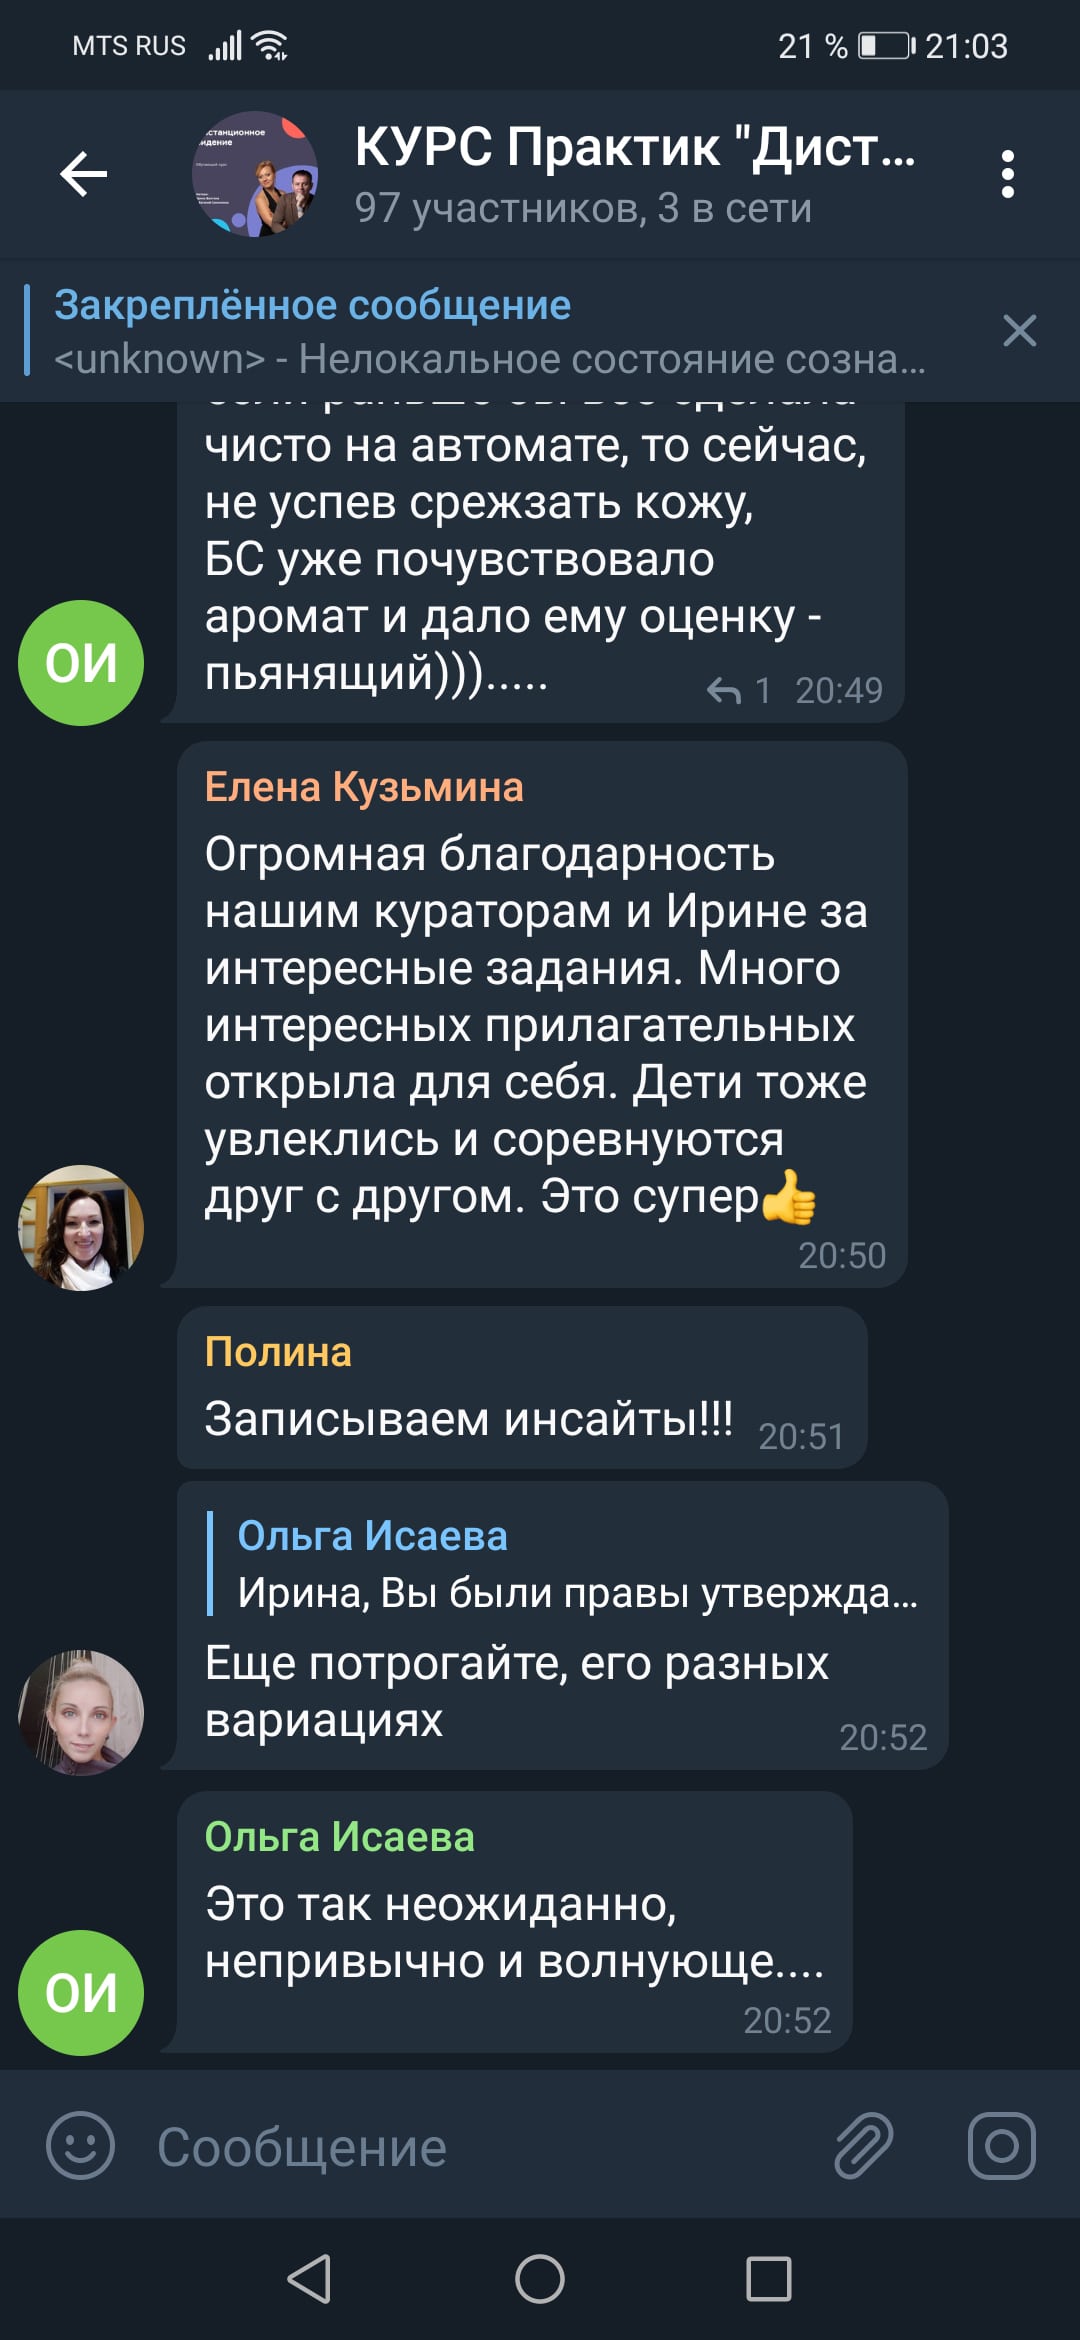 MTS RUS 21 % 21:03
КУРС Практик "Дист...
97 участников, 3 в сети
Закреплённое сообщение
<unknown> - Нелокальное состояние созна...
чисто на автомате, то сейчас,
не успев срежзать кожу,
БС уже почувствовало
аромат и дало ему оценку -
пьянящий))).....
1 20:49
ОИ
Елена Кузьмина
Огромная благодарность
нашим кураторам и Ирине за
интересные задания. Много
интересных прилагательных
открыла для себя. Дети тоже
увлеклись и соревнуются
друг с другом. Это супер👍
20:50
Полина
Записываем инсайты!!! 20:51
Ольга Исаева
Ирина, Вы были правы утвержда...
Еще потрогайте, его разных
вариациях
20:52
Ольга Исаева
Это так неожиданно,
непривычно и волнующе....
20:52
ОИ
Сообщение